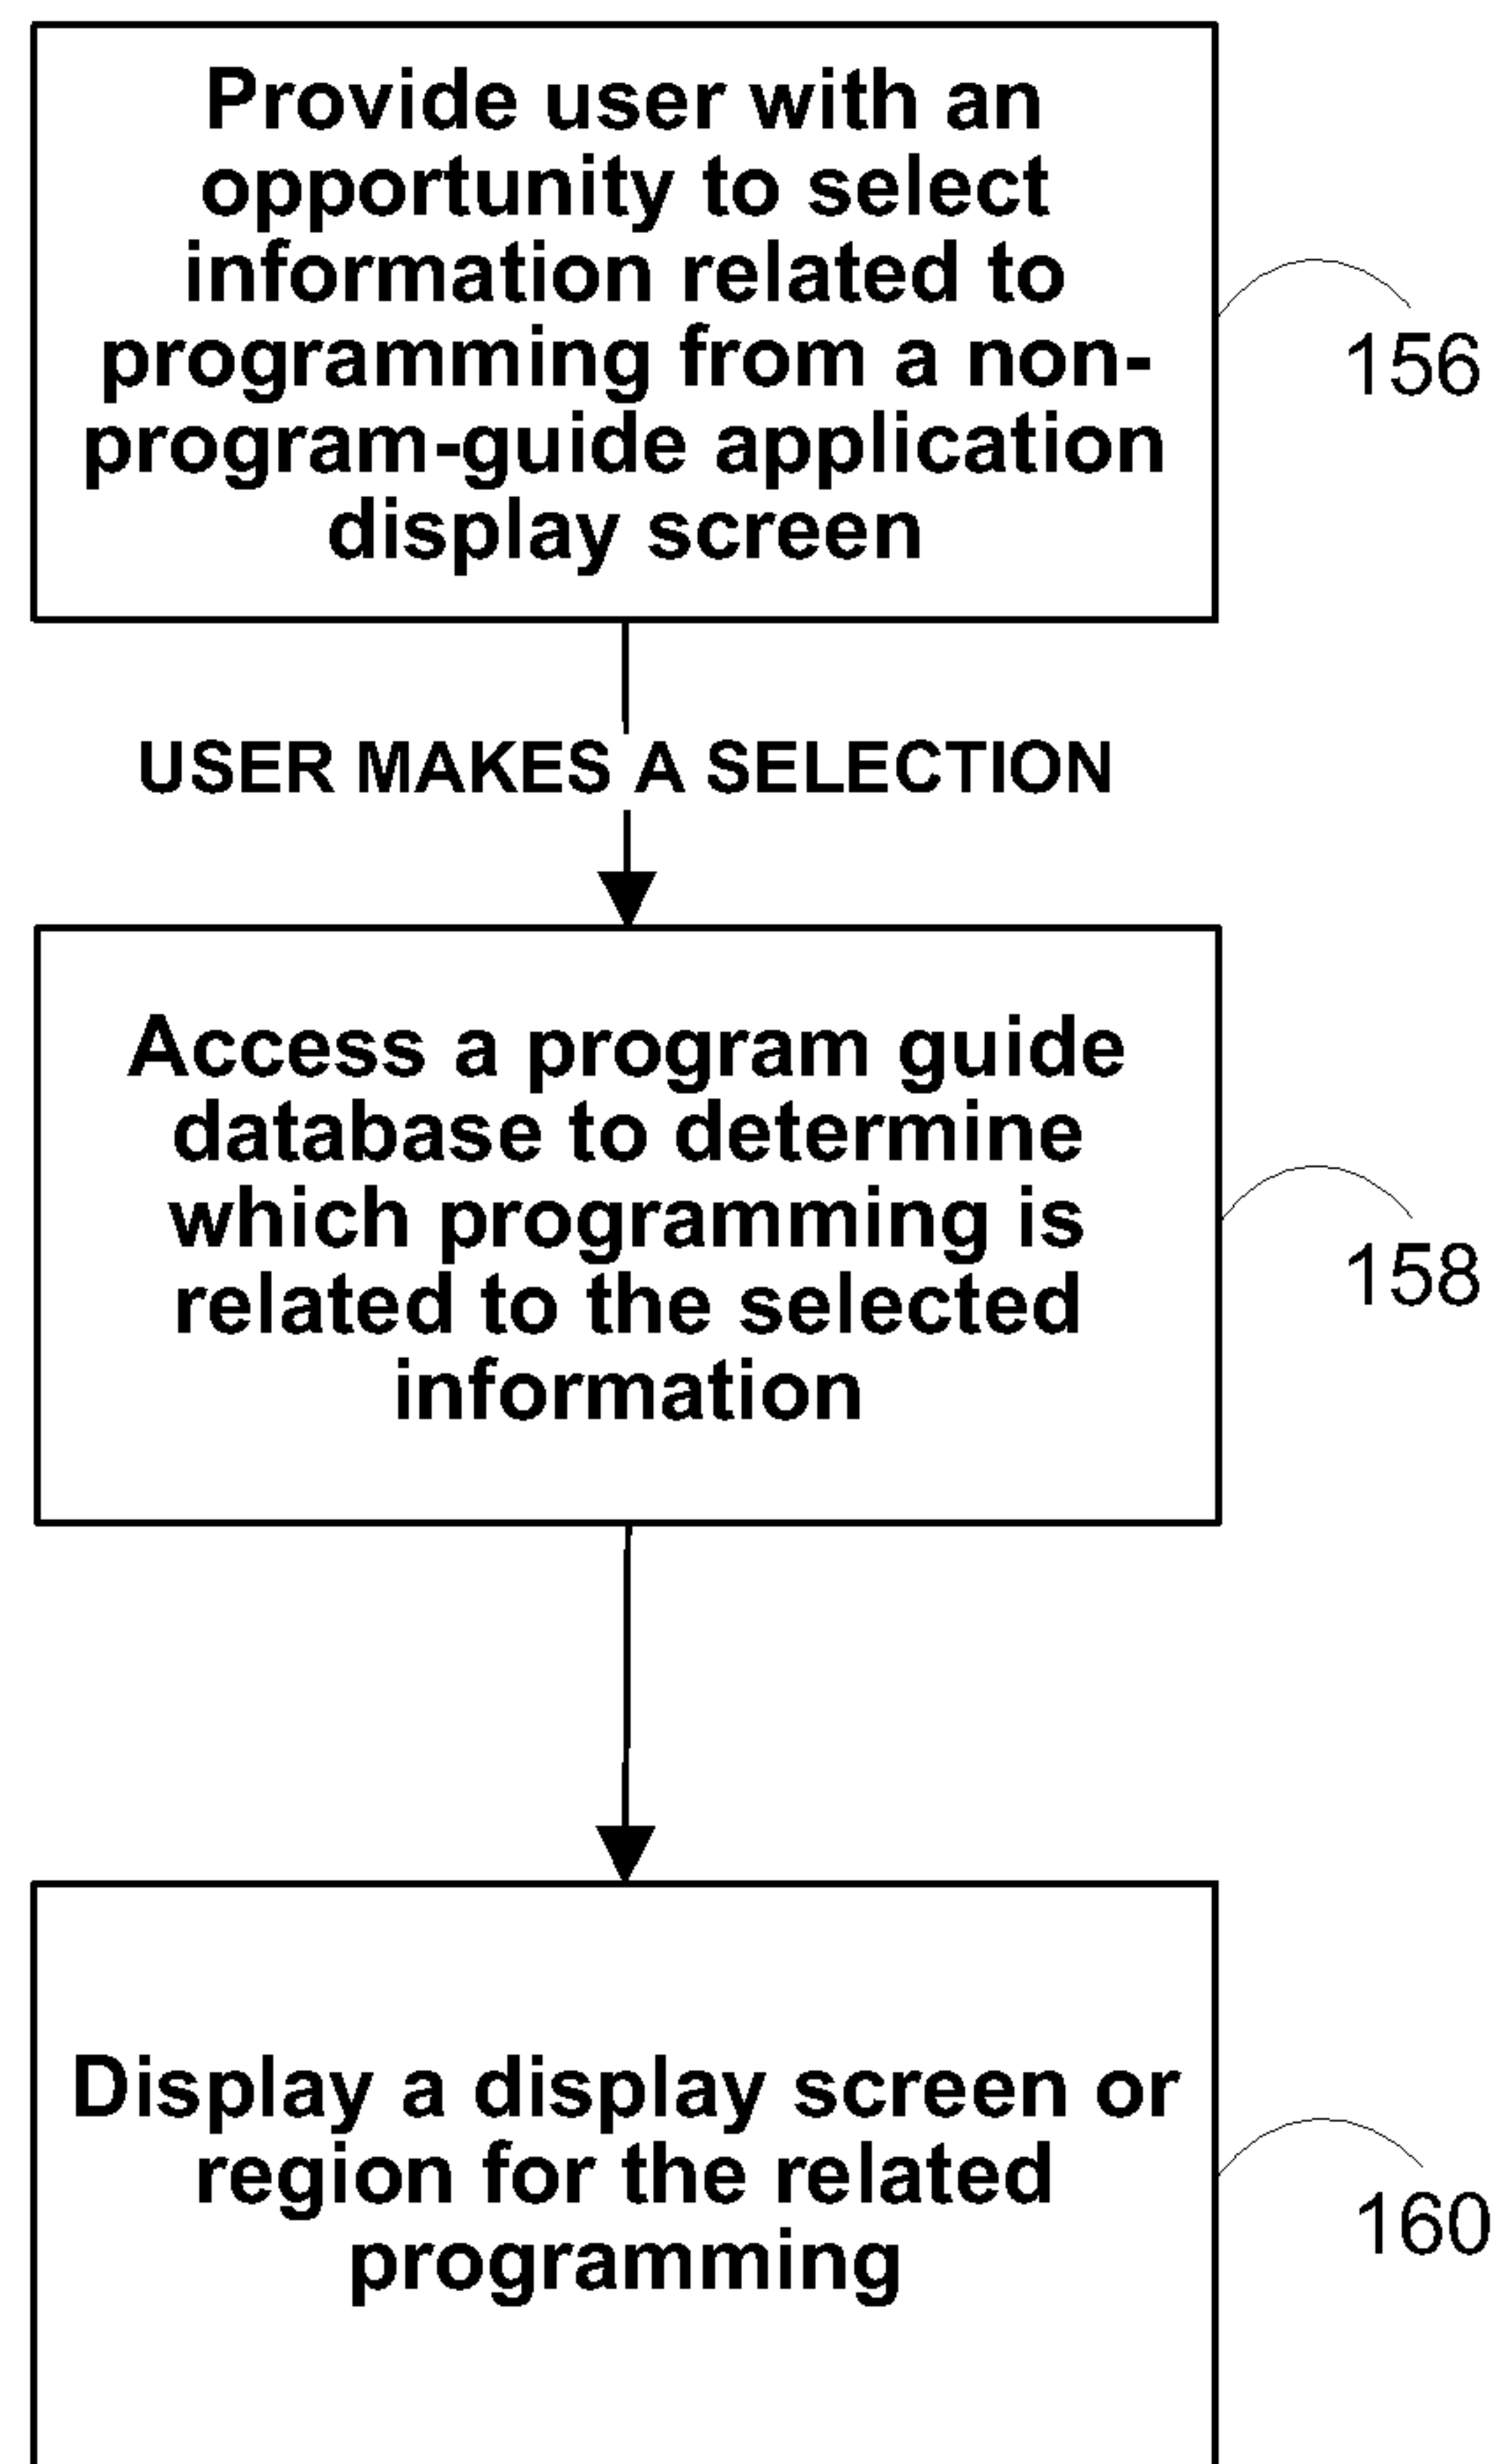 Provide user with an
opportunity to select
information related to
programming from a non-
program-guide application
display screen
156
USER MAKES A SELECTION
Access a program guide
database to determine
which programming is
related to the selected
information
158
Display a display screen or
region for the related
programming
160